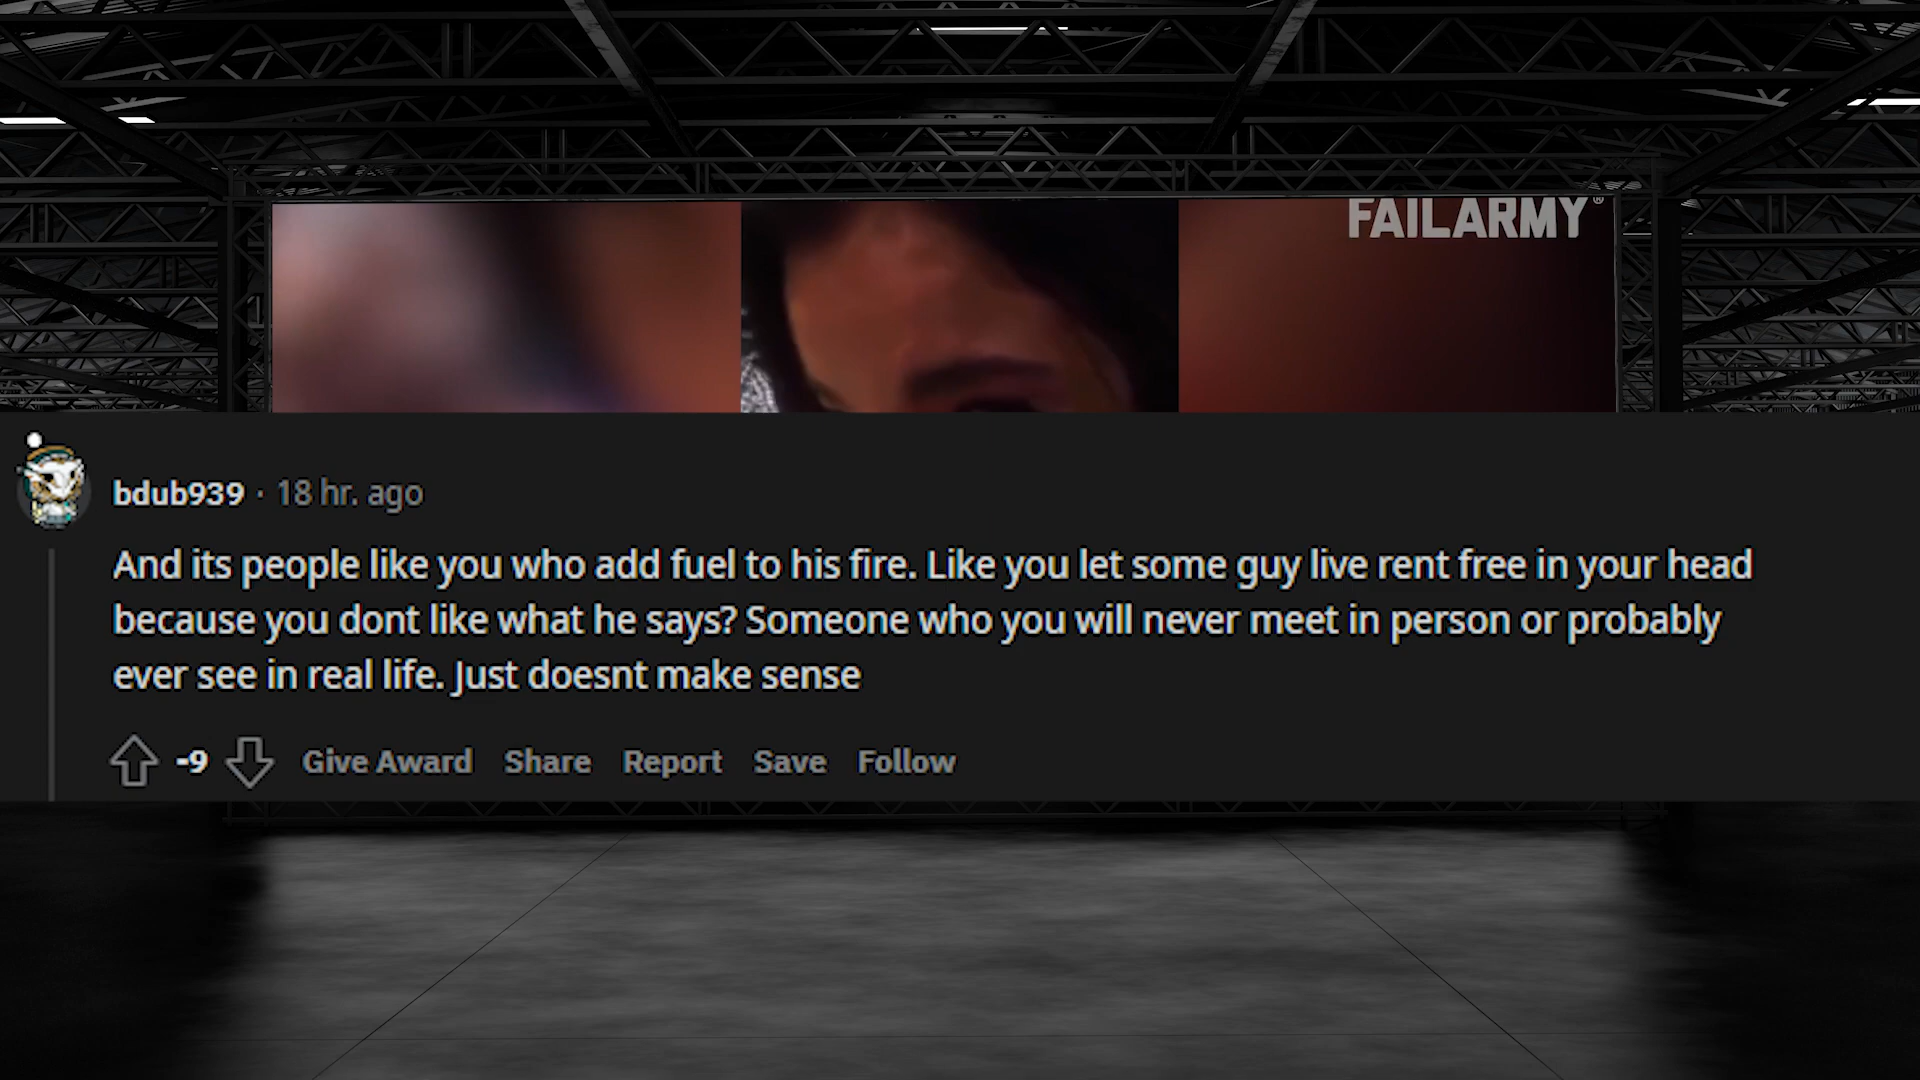 FAILARMY®
bdub939 · 18 hr. ago
And its people like you who add fuel to his fire. Like you let some guy live rent free in your head
because you dont like what he says? Someone who you will never meet in person or probably
ever see in real life. Just doesnt make sense
-9 Give Award Share Report Save Follow